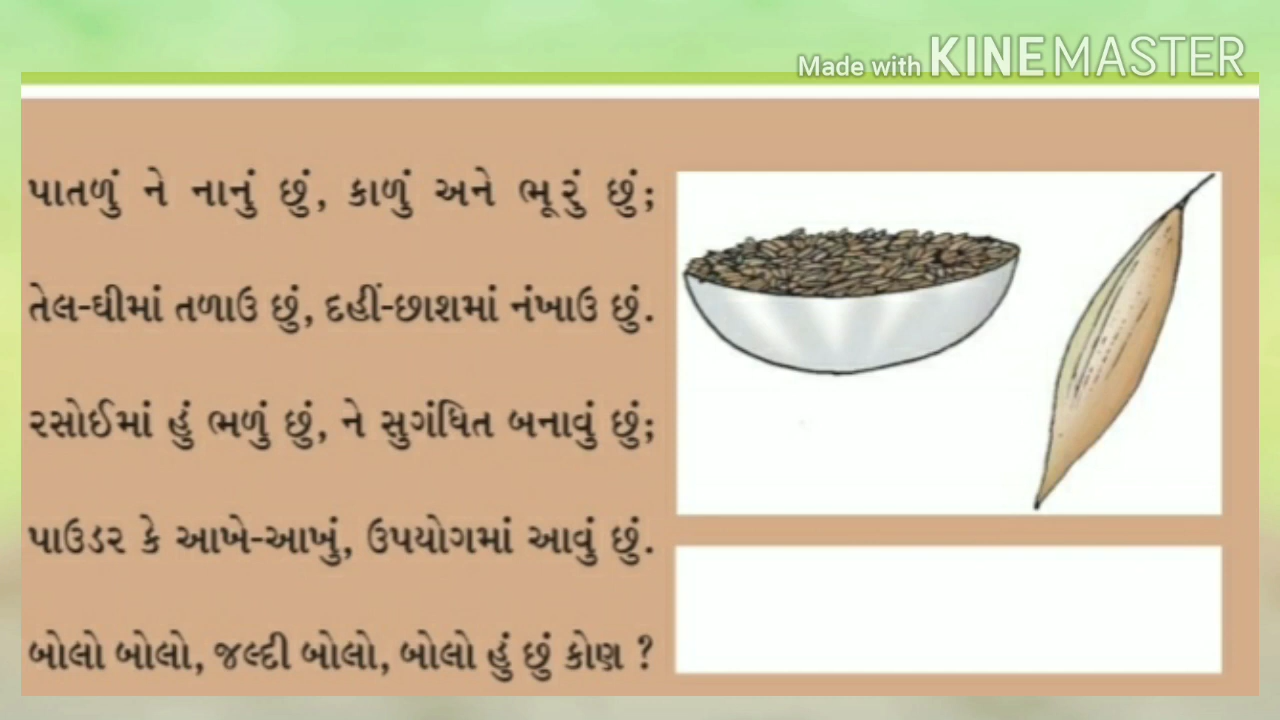 Made with KINEMASTER
પાતળું ને નાનું છું, કાળું અને ભૂરું છું;
તેલ-ઘીમાં તળાઉ છું, દહીં-છાશમાં નંખાઉ છું.
રસોઈમાં હું ભળું છું, ને સુગંધિત બનાવું છું;
પાઉડર કે આખે-આખું, ઉપયોગમાં આવું છું.
બોલો બોલો, જલ્દી બોલો, બોલો હું છું કોણ ?